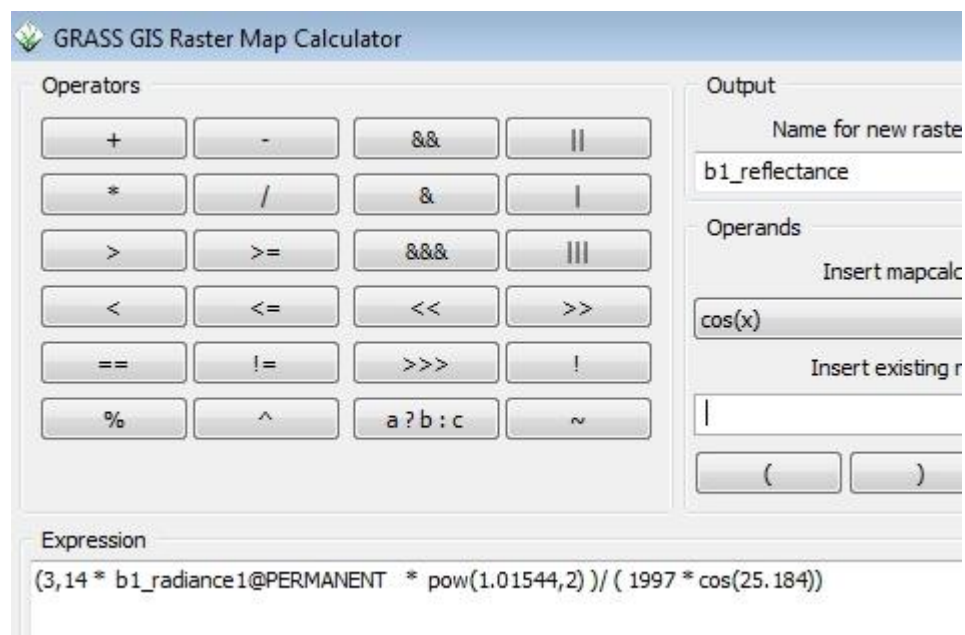 GRASS GIS Raster Map Calculator
Operators
+ - && ||
* / & |
> >= &&& |||
< <= << >>
== != >>> !
% ^ a?b:c ~
Output
Name for new raste
b1_reflectance
Operands
Insert mapcalc
cos(x)
Insert existing r
( )
Expression
(3,14 * b1_radiance1@PERMANENT * pow(1.01544,2) )/ ( 1997 * cos(25.184))